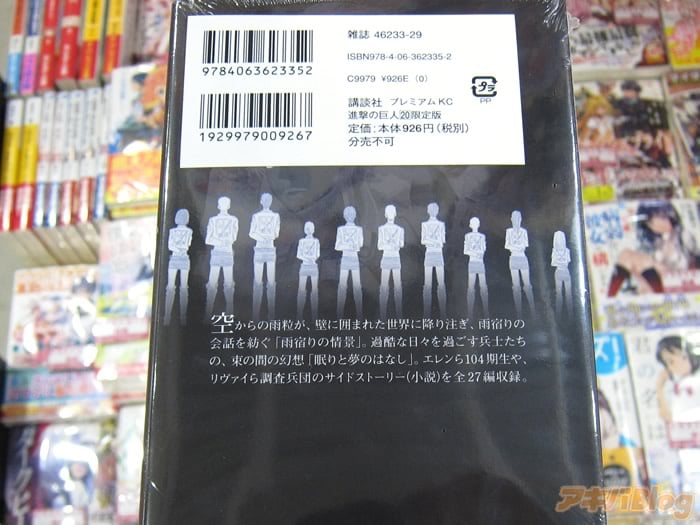 雑誌 46233-29
ISBN978-4-06-362335-2
C9979 ¥926E (0)
9784063623352
1929979009267
講談社 プレミアムKC
進撃の巨人⑳限定版
定価:本体926円(税別)
分売不可
プラ
PP
空からの雨粒が、壁に囲まれた世界に降り注ぎ、雨宿りの
会話を紡ぐ「雨宿りの情景」。過酷な日々を過ごす兵士たち
の、束の間の幻想「眠りと夢のはなし」。エレンら104期生や、
リヴァイら調査兵団のサイドストーリー(小説)を全27編収録。
アキバBlog